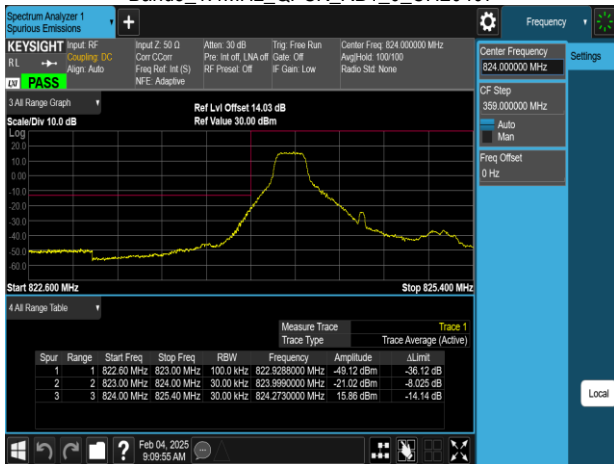 Spectrum Analyzer 1
Spurious Emissions
Frequency
KEYSIGHT
R L
LXI
PASS
Input: RF
Coupling: DC
Align: Auto
Input Z: 50 Ω
Corr CCorr
Freq Ref: Int (S)
NFE: Adaptive
Atten: 30 dB
Pre: Int off, LNA off
RF Preset: Off
Trig: Free Run
Gate: Off
IF Gain: Low
Center Freq: 824.000000 MHz
Avg|Hold: 100/100
Radio Std: None
Center Frequency
824.000000 MHz
Settings
CF Step
359.000000 MHz
Auto
Man
Freq Offset
0 Hz
3 All Range Graph
Scale/Div 10.0 dB
Ref Lvl Offset 14.03 dB
Ref Value 30.00 dBm
Log
20.0
10.0
0.00
-10.0
-20.0
-30.0
-40.0
-50.0
-60.0
Start 822.600 MHz
Stop 825.400 MHz
4 All Range Table
Measure Trace Trace 1
Trace Type Trace Average (Active)
Spur Range Start Freq Stop Freq RBW Frequency Amplitude ΔLimit
1 1 822.60 MHz 823.00 MHz 100.0 kHz 822.9288000 MHz -49.12 dBm -36.12 dB
2 2 823.00 MHz 824.00 MHz 30.00 kHz 823.9990000 MHz -21.02 dBm -8.025 dB
3 3 824.00 MHz 825.40 MHz 30.00 kHz 824.2730000 MHz 15.86 dBm -14.14 dB
Local
Feb 04, 2025
9:09:55 AM